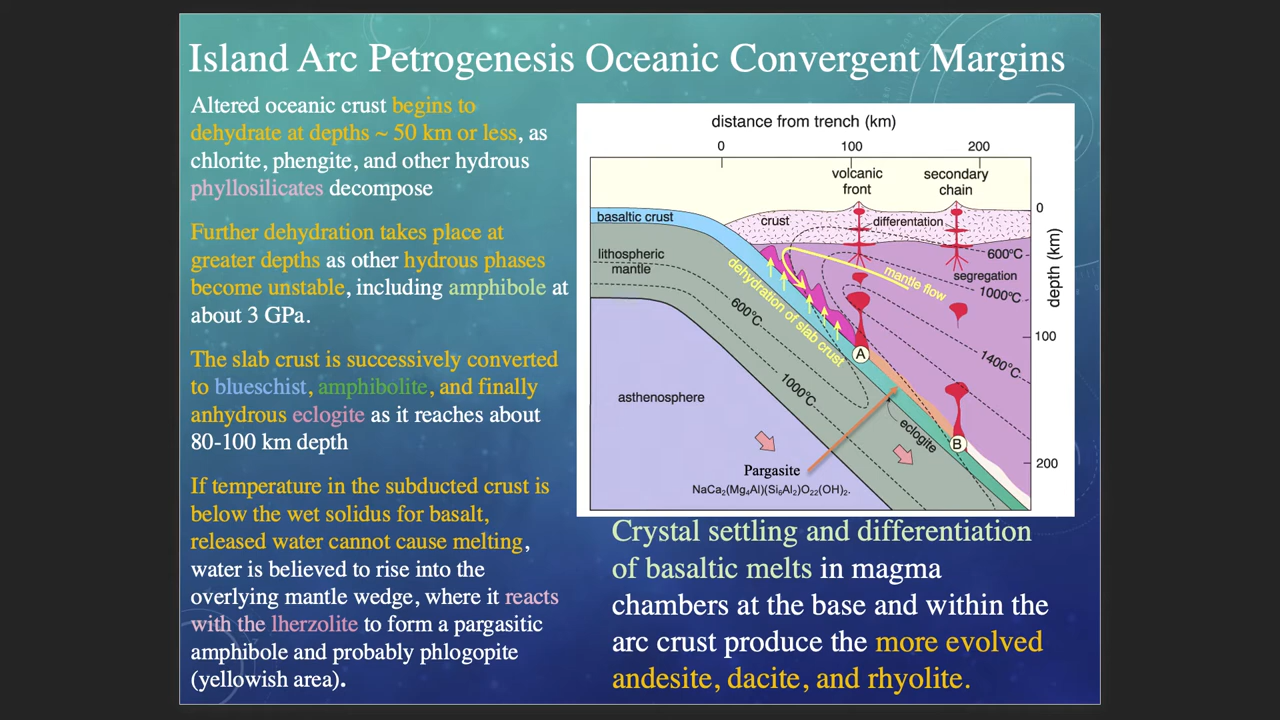 Island Arc Petrogenesis Oceanic Convergent Margins
Altered oceanic crust begins to
dehydrate at depths ~ 50 km or less, as
chlorite, phengite, and other hydrous
phyllosilicates decompose
Further dehydration takes place at
greater depths as other hydrous phases
become unstable, including amphibole at
about 3 GPa.
The slab crust is successively converted
to blueschist, amphibolite, and finally
anhydrous eclogite as it reaches about
80-100 km depth
If temperature in the subducted crust is
below the wet solidus for basalt,
released water cannot cause melting,
water is believed to rise into the
overlying mantle wedge, where it reacts
with the lherzolite to form a pargasitic
amphibole and probably phlogopite
(yellowish area).
distance from trench (km)
0 100 200
volcanic
front
secondary
chain
basaltic crust
crust
differentiation
0
lithospheric
mantle
600°C
segregation
1000°C
mantle flow
depth (km)
dehydration of slab crust
600°C
100
A
1400°C
1000°C
asthenosphere
eclogite
B
200
Pargasite
NaCa₂(Mg₄Al)(Si₆Al₂)O₂₂(OH)₂.
Crystal settling and differentiation
of basaltic melts in magma
chambers at the base and within the
arc crust produce the more evolved
andesite, dacite, and rhyolite.